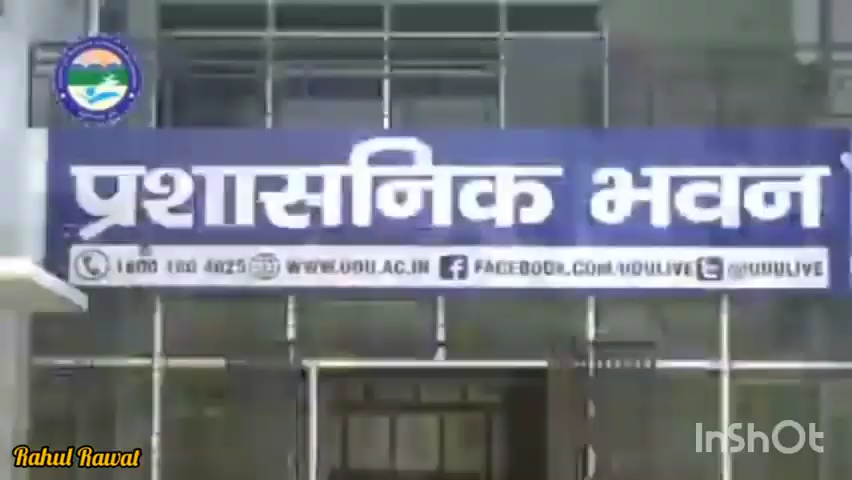 प्रशासनिक भवन
1800 180 4025 WWW.UOU.AC.IN FACEBOOK.COM/UOULIVE @UOULIVE
Rahul Rawat
InShOt